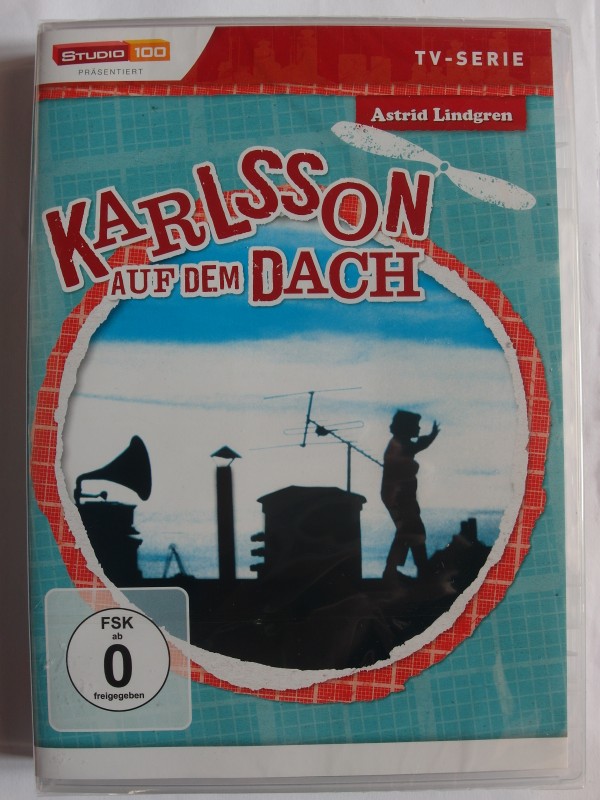 STUDIO 100
PRÄSENTIERT
TV-SERIE
Astrid Lindgren
KARLSSON
AUF DEM DACH
FSK
ab
0
freigegeben